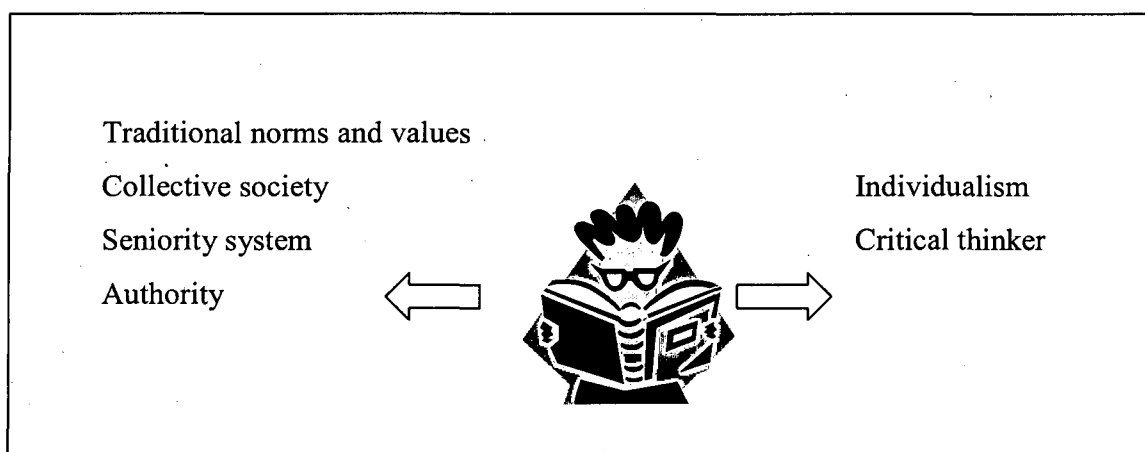 Traditional norms and values
Collective society
Seniority system
Authority
Individualism
Critical thinker